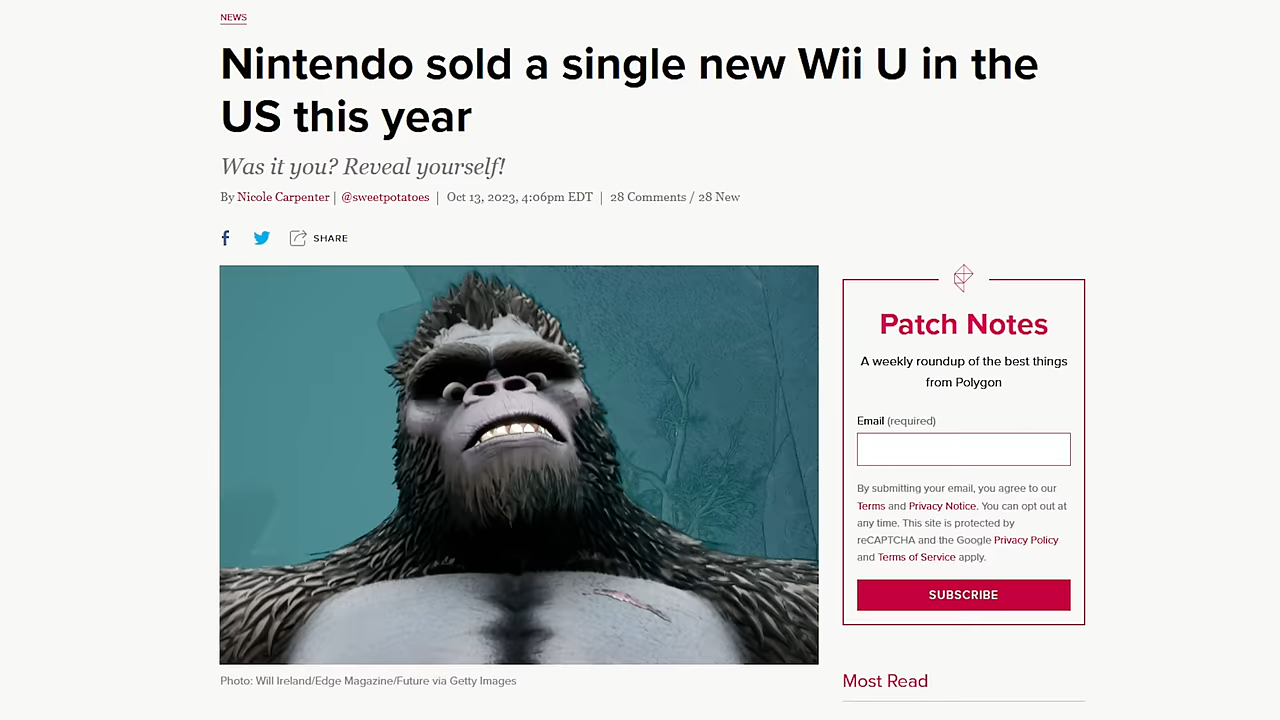 NEWS
Nintendo sold a single new Wii U in the
US this year
Was it you? Reveal yourself!
By Nicole Carpenter | @sweetpotatoes | Oct 13, 2023, 4:06pm EDT | 28 Comments / 28 New
SHARE
Photo: Will Ireland/Edge Magazine/Future via Getty Images
Patch Notes
A weekly roundup of the best things
from Polygon
Email (required)
By submitting your email, you agree to our
Terms and Privacy Notice. You can opt out at
any time. This site is protected by
reCAPTCHA and the Google Privacy Policy
and Terms of Service apply.
SUBSCRIBE
Most Read